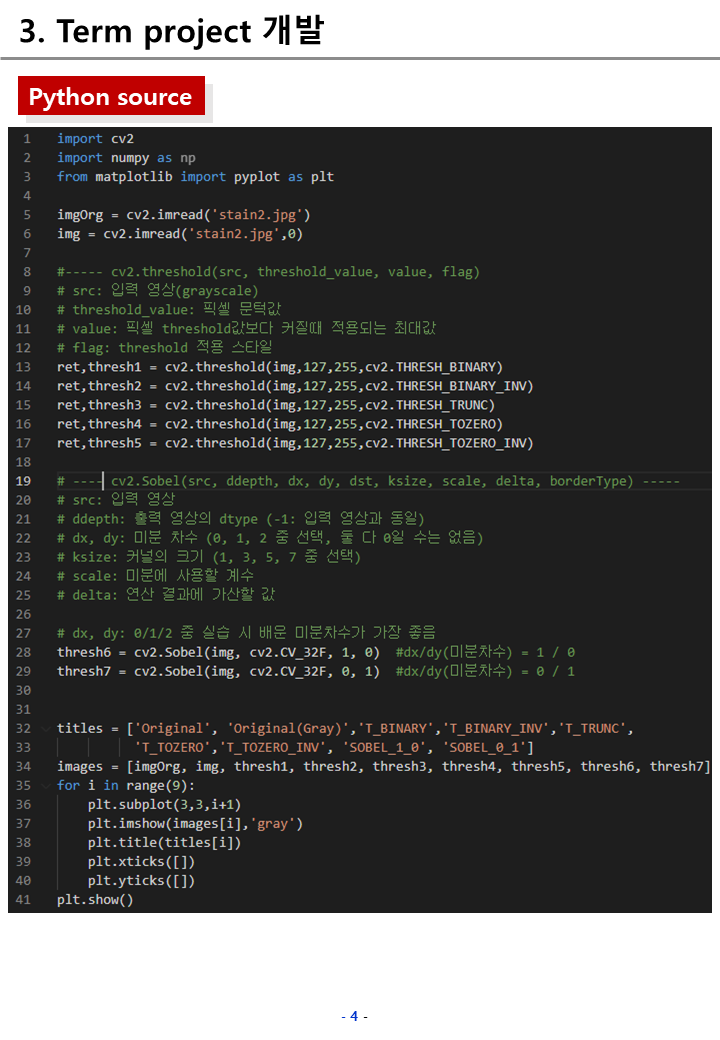 3. Term project 개발
Python source
1 import cv2
2 import numpy as np
3 from matplotlib import pyplot as plt
4
5 imgOrg = cv2.imread('stain2.jpg')
6 img = cv2.imread('stain2.jpg',0)
7
8 #----- cv2.threshold(src, threshold_value, value, flag)
9 # src: 입력 영상(grayscale)
10 # threshold_value: 픽셀 문턱값
11 # value: 픽셀 threshold값보다 커질때 적용되는 최대값
12 # flag: threshold 적용 스타일
13 ret,thresh1 = cv2.threshold(img,127,255,cv2.THRESH_BINARY)
14 ret,thresh2 = cv2.threshold(img,127,255,cv2.THRESH_BINARY_INV)
15 ret,thresh3 = cv2.threshold(img,127,255,cv2.THRESH_TRUNC)
16 ret,thresh4 = cv2.threshold(img,127,255,cv2.THRESH_TOZERO)
17 ret,thresh5 = cv2.threshold(img,127,255,cv2.THRESH_TOZERO_INV)
18
19 # ---- cv2.Sobel(src, ddepth, dx, dy, dst, ksize, scale, delta, borderType) -----
20 # src: 입력 영상
21 # ddepth: 출력 영상의 dtype (-1: 입력 영상과 동일)
22 # dx, dy: 미분 차수 (0, 1, 2 중 선택, 둘 다 0일 수는 없음)
23 # ksize: 커널의 크기 (1, 3, 5, 7 중 선택)
24 # scale: 미분에 사용할 계수
25 # delta: 연산 결과에 가산할 값
26
27 # dx, dy: 0/1/2 중 실습 시 배운 미분차수가 가장 좋음
28 thresh6 = cv2.Sobel(img, cv2.CV_32F, 1, 0)  #dx/dy(미분차수) = 1 / 0
29 thresh7 = cv2.Sobel(img, cv2.CV_32F, 0, 1)  #dx/dy(미분차수) = 0 / 1
30
31
32 titles = ['Original', 'Original(Gray)','T_BINARY','T_BINARY_INV','T_TRUNC',
33           'T_TOZERO','T_TOZERO_INV', 'SOBEL_1_0', 'SOBEL_0_1']
34 images = [imgOrg, img, thresh1, thresh2, thresh3, thresh4, thresh5, thresh6, thresh7]
35 for i in range(9):
36     plt.subplot(3,3,i+1)
37     plt.imshow(images[i],'gray')
38     plt.title(titles[i])
39     plt.xticks([])
40     plt.yticks([])
41 plt.show()
- 4 -